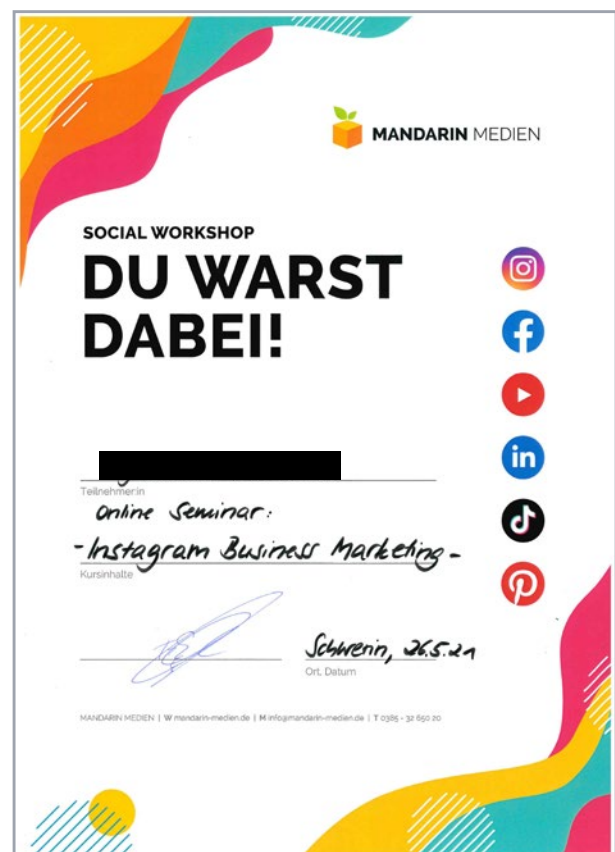 MANDARIN MEDIEN
SOCIAL WORKSHOP
DU WARST
DABEI!
Teilnehmer:in
Online Seminar:
- Instagram Business Marketing -
Kursinhalte
Schwerin, 26.5.21
Ort, Datum
MANDARIN MEDIEN | W mandarin-medien.de | M info@mandarin-medien.de | T 0385 - 32 650 20